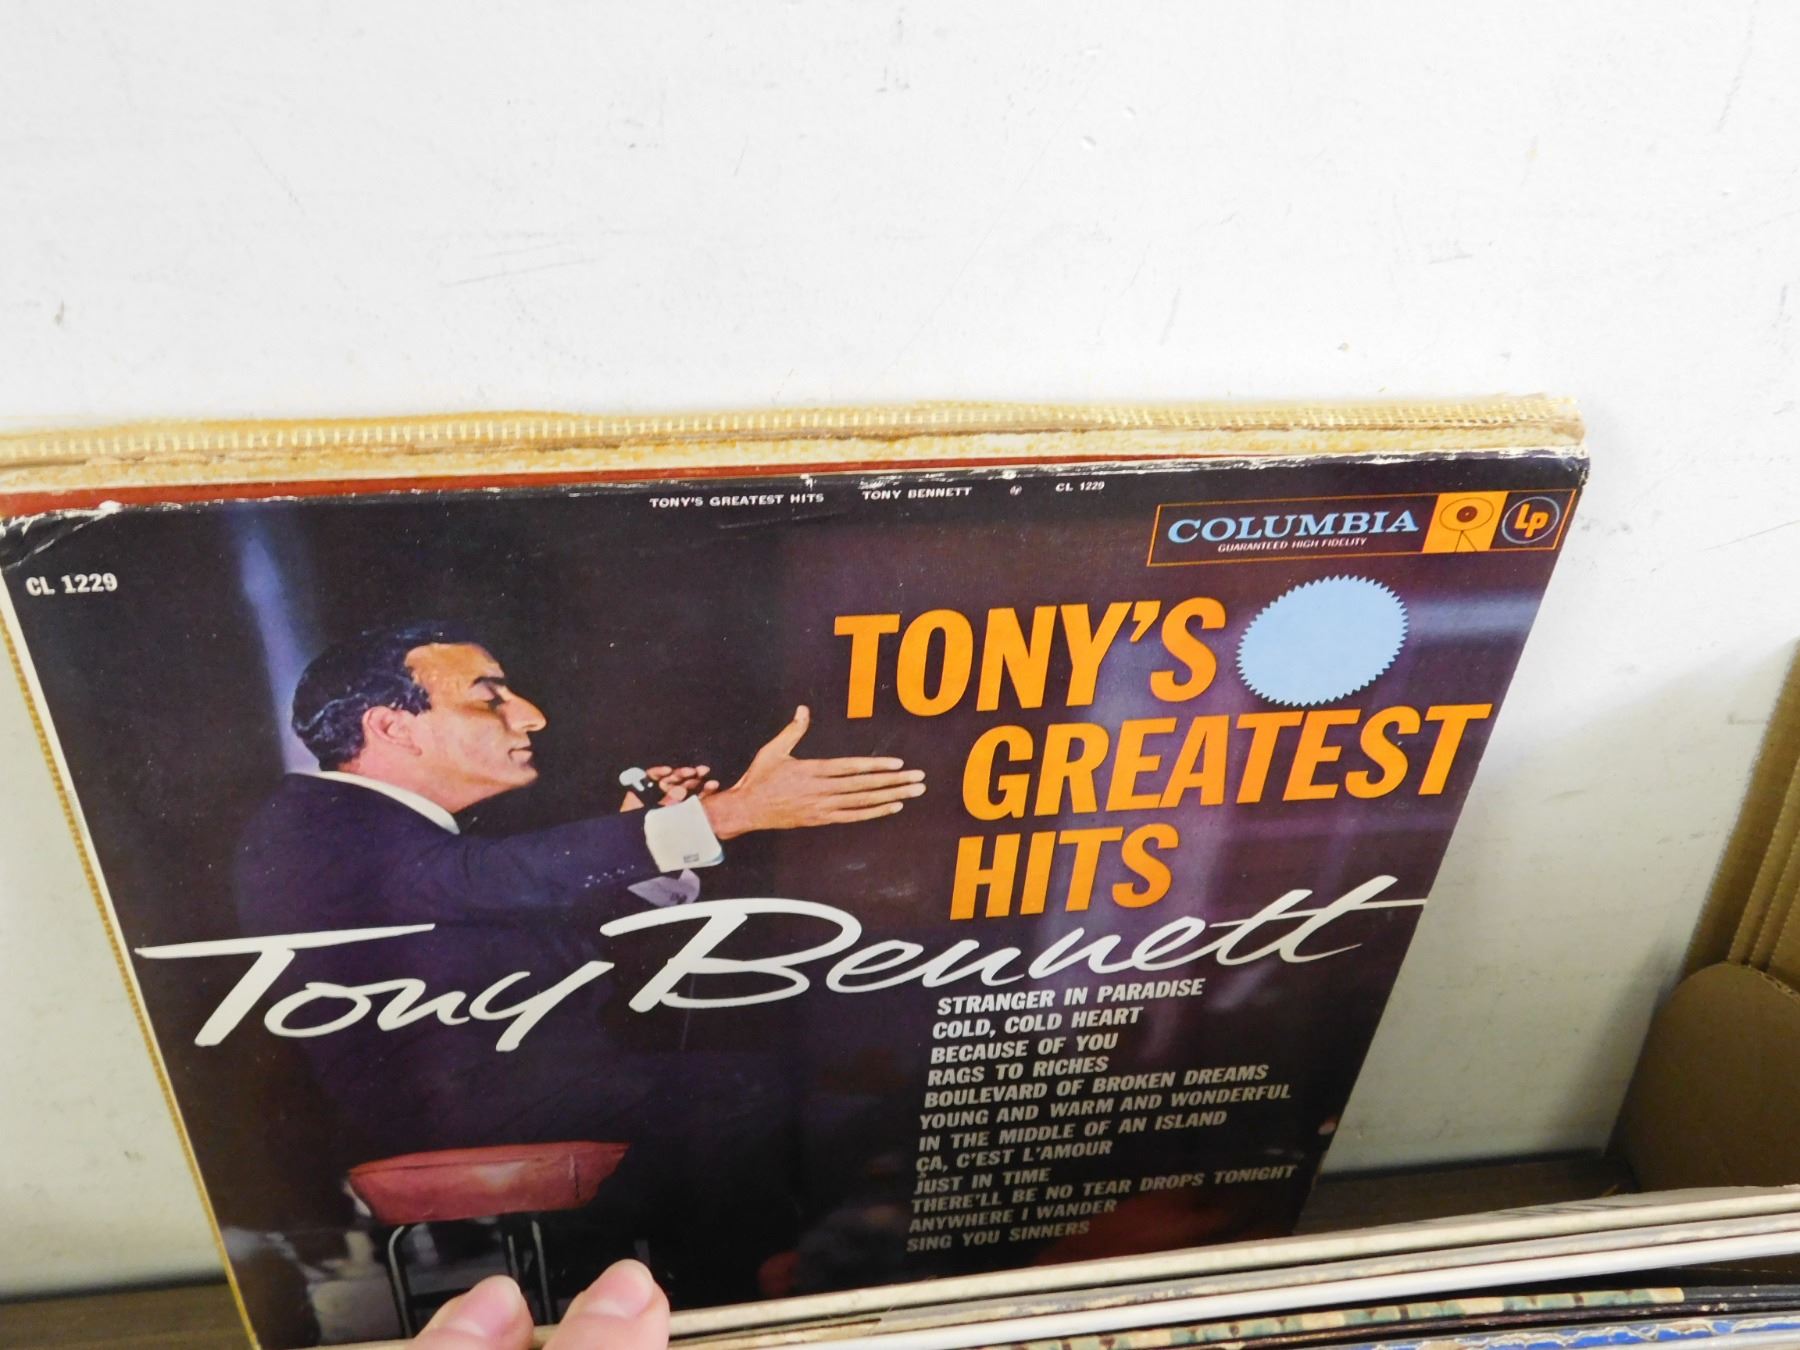 TONY'S GREATEST HITS TONY BENNETT CL 1229
COLUMBIA Lp
GUARANTEED HIGH FIDELITY
CL 1229
TONY'S
GREATEST
HITS
Tony Bennett
STRANGER IN PARADISE
COLD, COLD HEART
BECAUSE OF YOU
RAGS TO RICHES
BOULEVARD OF BROKEN DREAMS
YOUNG AND WARM AND WONDERFUL
IN THE MIDDLE OF AN ISLAND
ÇA, C'EST L'AMOUR
JUST IN TIME
THERE'LL BE NO TEAR DROPS TONIGHT
ANYWHERE I WANDER
SING YOU SINNERS